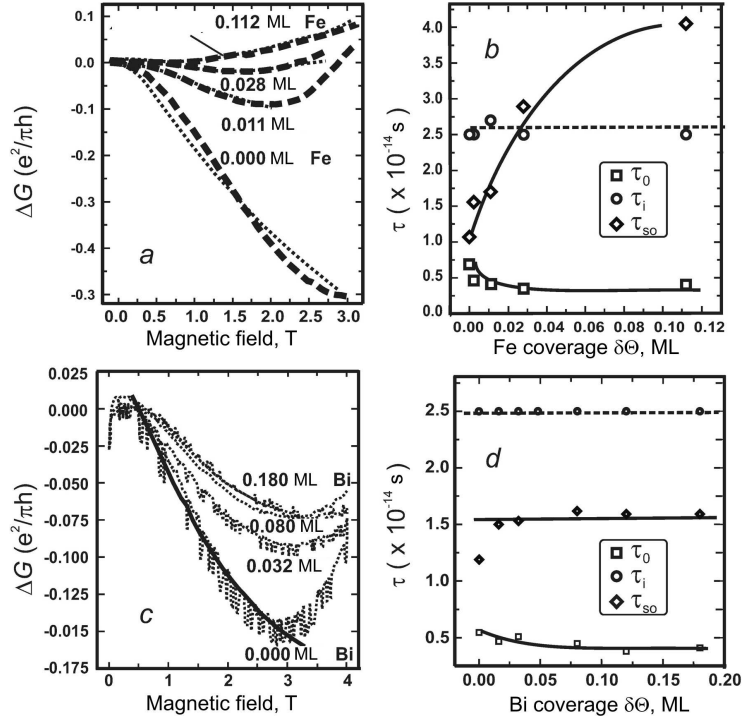 0.112 ML Fe
0.028 ML
0.011 ML
0.000 ML Fe
a
0.1
0.0
-0.1
-0.2
-0.3
ΔG (e²/πh)
0.0 0.5 1.0 1.5 2.0 2.5 3.0
Magnetic field, T
b
4.0
3.5
3.0
2.5
2.0
1.5
1.0
0.5
0.0
τ ( x 10⁻¹⁴ s)
τ₀
τᵢ
τₛₒ
0.00 0.02 0.04 0.06 0.08 0.10 0.12
Fe coverage δΘ, ML
0.025
0.000
-0.025
-0.050
-0.075
-0.100
-0.125
-0.015
-0.175
ΔG (e²/πh)
0.180 ML Bi
0.080 ML
0.032 ML
0.000 ML Bi
c
0 1 2 3 4
Magnetic field, T
d
2.5
2.0
1.5
1.0
0.5
τ ( x 10⁻¹⁴ s)
τ₀
τᵢ
τₛₒ
0.00 0.05 0.10 0.15 0.20
Bi coverage δΘ, ML